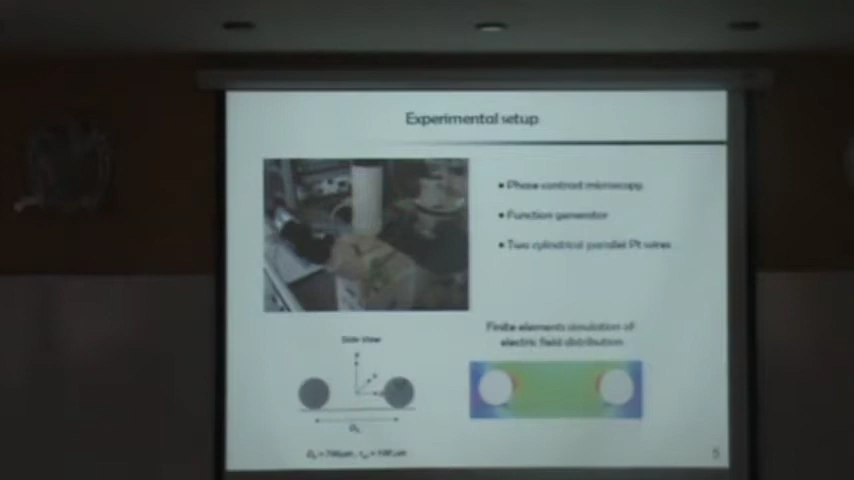 Experimental setup
• Phase contrast microscopy
• Function generator
• Two cylindrical parallel Pt wires
Side View
Finite elements simulation of
electric field distribution
5